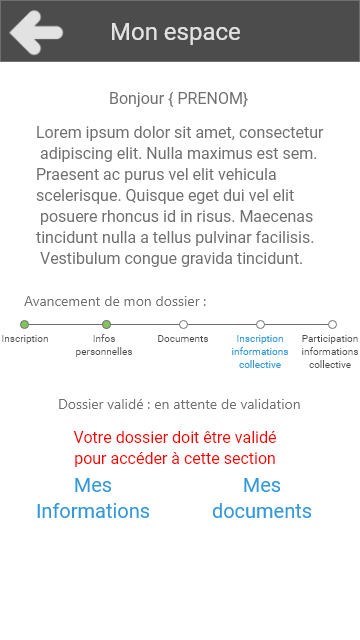 Mon espace
Bonjour { PRENOM}
Lorem ipsum dolor sit amet, consectetur
adipiscing elit. Nulla maximus est sem.
Praesent ac purus vel elit vehicula
scelerisque. Quisque eget dui vel elit
posuere rhoncus id in risus. Maecenas
tincidunt nulla a tellus pulvinar facilisis.
Vestibulum congue gravida tincidunt.
Avancement de mon dossier :
Inscription
Infos
personnelles
Documents
Inscription
informations
collective
Participation
informations
collective
Dossier validé : en attente de validation
Votre dossier doit être validé
pour accéder à cette section
Mes
Informations
Mes
documents